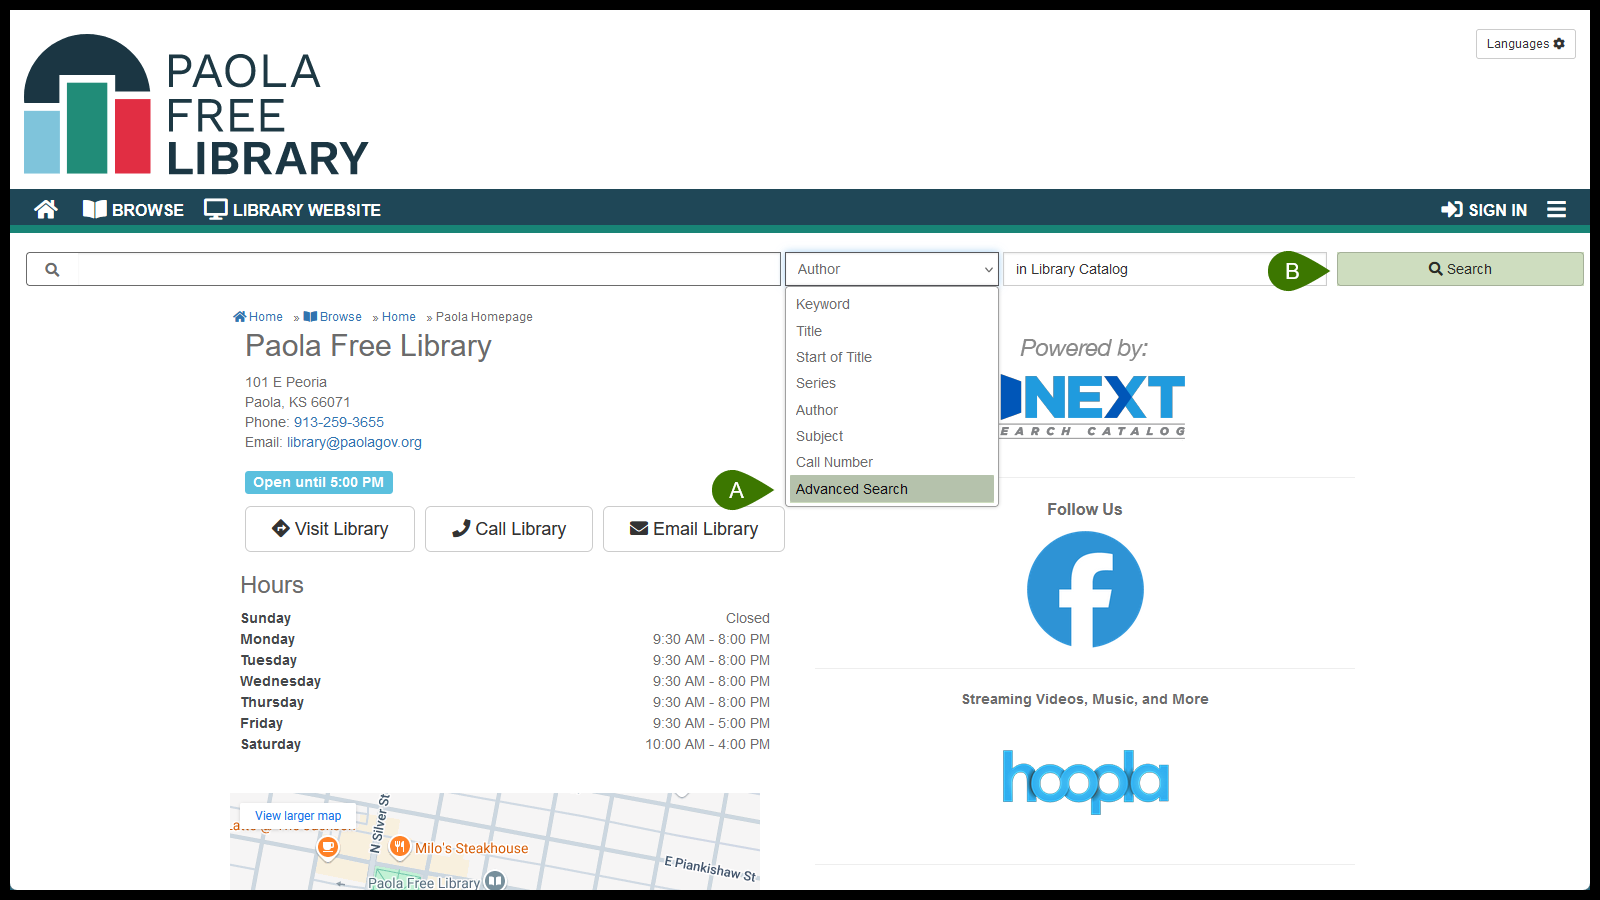 PAOLA
FREE
LIBRARY
Languages
BROWSE
LIBRARY WEBSITE
SIGN IN
Author
in Library Catalog
B
Search
Keyword
Title
Start of Title
Series
Author
Subject
Call Number
Advanced Search
A
Home » Browse » Home » Paola Homepage
Paola Free Library
101 E Peoria
Paola, KS 66071
Phone: 913-259-3655
Email: library@paolagov.org
Open until 5:00 PM
Visit Library
Call Library
Email Library
Hours
Sunday Closed
Monday 9:30 AM - 8:00 PM
Tuesday 9:30 AM - 8:00 PM
Wednesday 9:30 AM - 8:00 PM
Thursday 9:30 AM - 8:00 PM
Friday 9:30 AM - 5:00 PM
Saturday 10:00 AM - 4:00 PM
View larger map
N Silver St
Milo's Steakhouse
E Piankishaw St
Paola Free Library
Powered by:
NEXT
EARCH CATALOG
Follow Us
Streaming Videos, Music, and More
hoopla